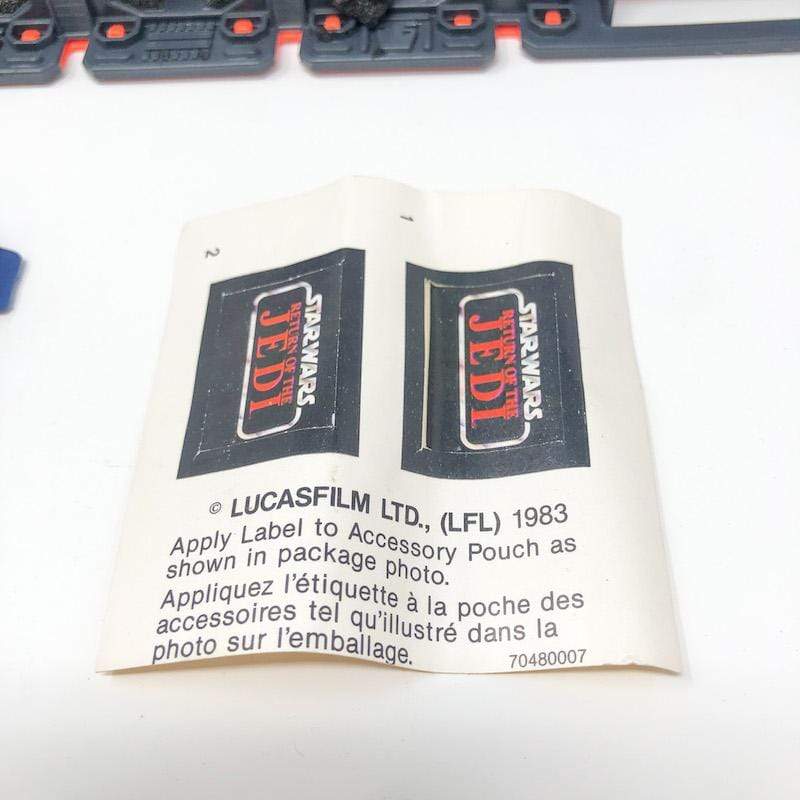 2
1
STAR WARS
RETURN OF THE
JEDI
STAR WARS
RETURN OF THE
JEDI
© LUCASFILM LTD., (LFL) 1983
Apply Label to Accessory Pouch as
shown in package photo.
Appliquez l'étiquette à la poche des
accessoires tel qu'illustré dans la
photo sur l'emballage.
70480007